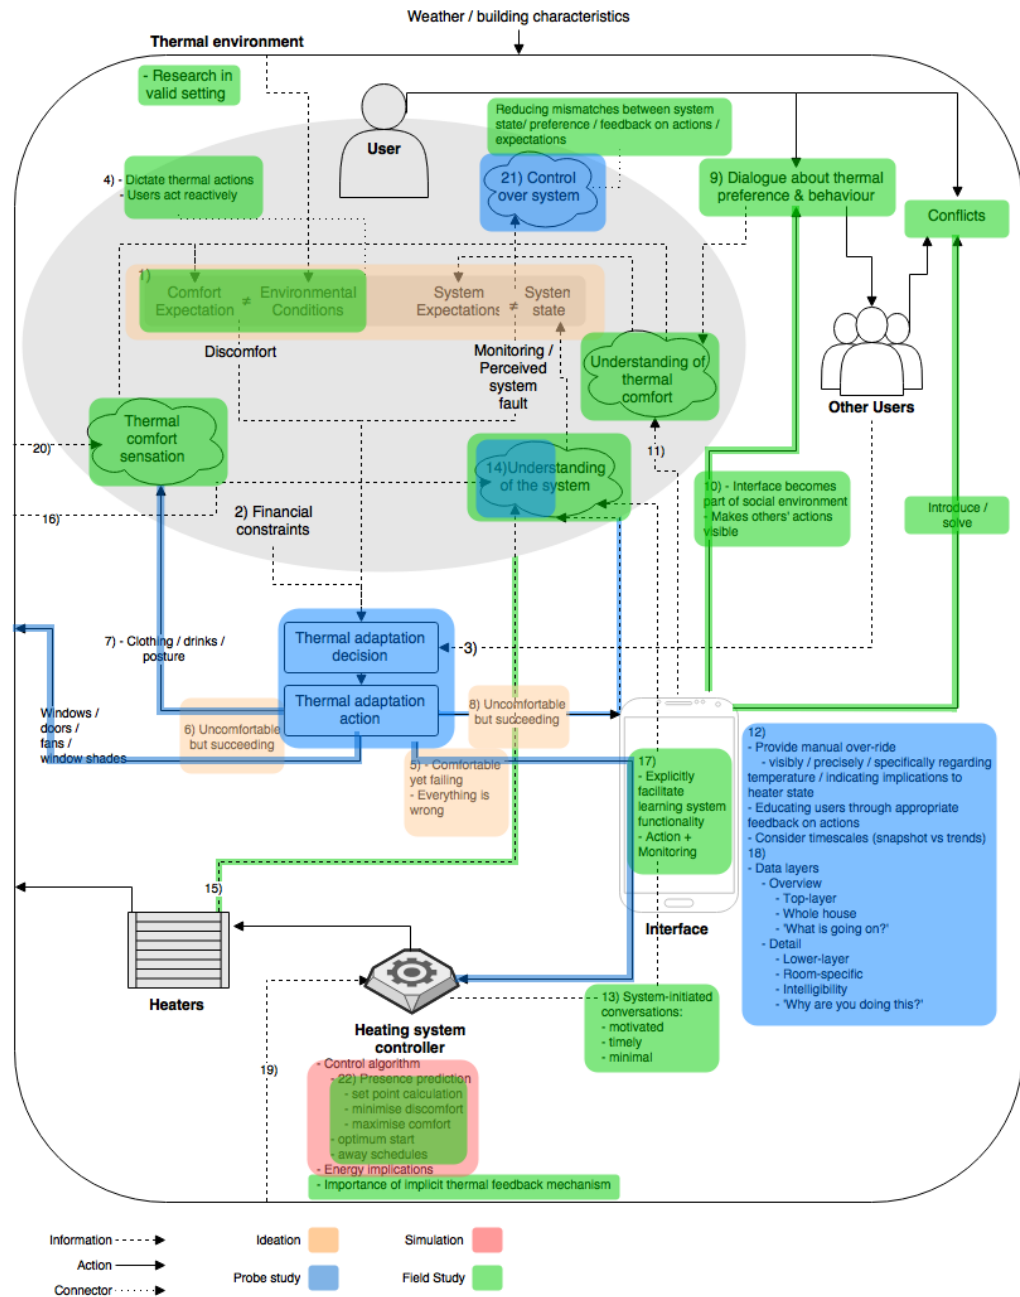 Weather / building characteristics
Thermal environment
- Research in
valid setting
User
Reducing mismatches between system
state/ preference / feedback on actions /
expectations
4) - Dictate thermal actions
- Users act reactively
21) Control
over system
9) Dialogue about thermal
preference & behaviour
Conflicts
1)
Comfort
Expectation
≠
Environmental
Conditions
System
Expectations
≠
Systen
state
Discomfort
Monitoring /
Perceived
system
fault
Understanding of
thermal
comfort
Other Users
Thermal
comfort
sensation
20)
14)Understanding
of the system
11)
10) - Interface becomes
part of social environment
- Makes others' actions
visible
Introduce /
solve
16)
2) Financial
constraints
Thermal adaptation
decision
3)
7) - Clothing / drinks /
posture
Thermal adaptation
action
8) Uncomfortable
but succeeding
6) Uncomfortable
but succeeding
Windows /
doors /
fans /
window shades
5) - Comfortable
yet failing
- Everything is
wrong
17)
- Explicitly
facilitate
learning system
functionality
- Action +
Monitoring
12)
- Provide manual over-ride
- visibly / precisely / specifically regarding
temperature / indicating implications to
heater state
- Educating users through appropriate
feedback on actions
- Consider timescales (snapshot vs trends)
18)
- Data layers
- Overview
- Top-layer
- Whole house
- 'What is going on?'
- Detail
- Lower-layer
- Room-specific
- Intelligibility
- 'Why are you doing this?'
15)
Interface
Heaters
13) System-initiated
conversations:
- motivated
- timely
- minimal
Heating system
controller
19)
- Control algorithm
- 22) Presence prediction
- set point calculation
- minimise discomfort
- maximise comfort
- optimum start
- away schedules
- Energy implications
- Importance of implicit thermal feedback mechanism
Information
Action
Connector
Ideation
Probe study
Simulation
Field Study